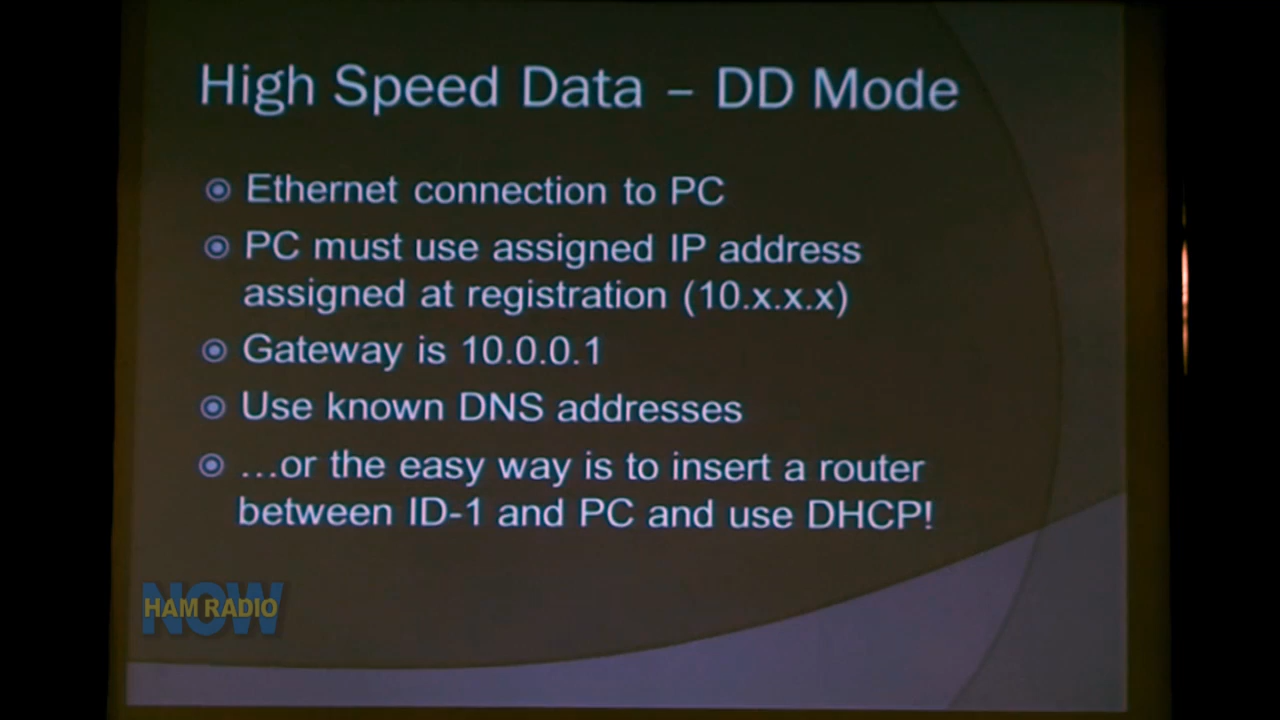 High Speed Data – DD Mode
Ethernet connection to PC
PC must use assigned IP address
assigned at registration (10.x.x.x)
Gateway is 10.0.0.1
Use known DNS addresses
...or the easy way is to insert a router
between ID-1 and PC and use DHCP!
NOW
HAM RADIO